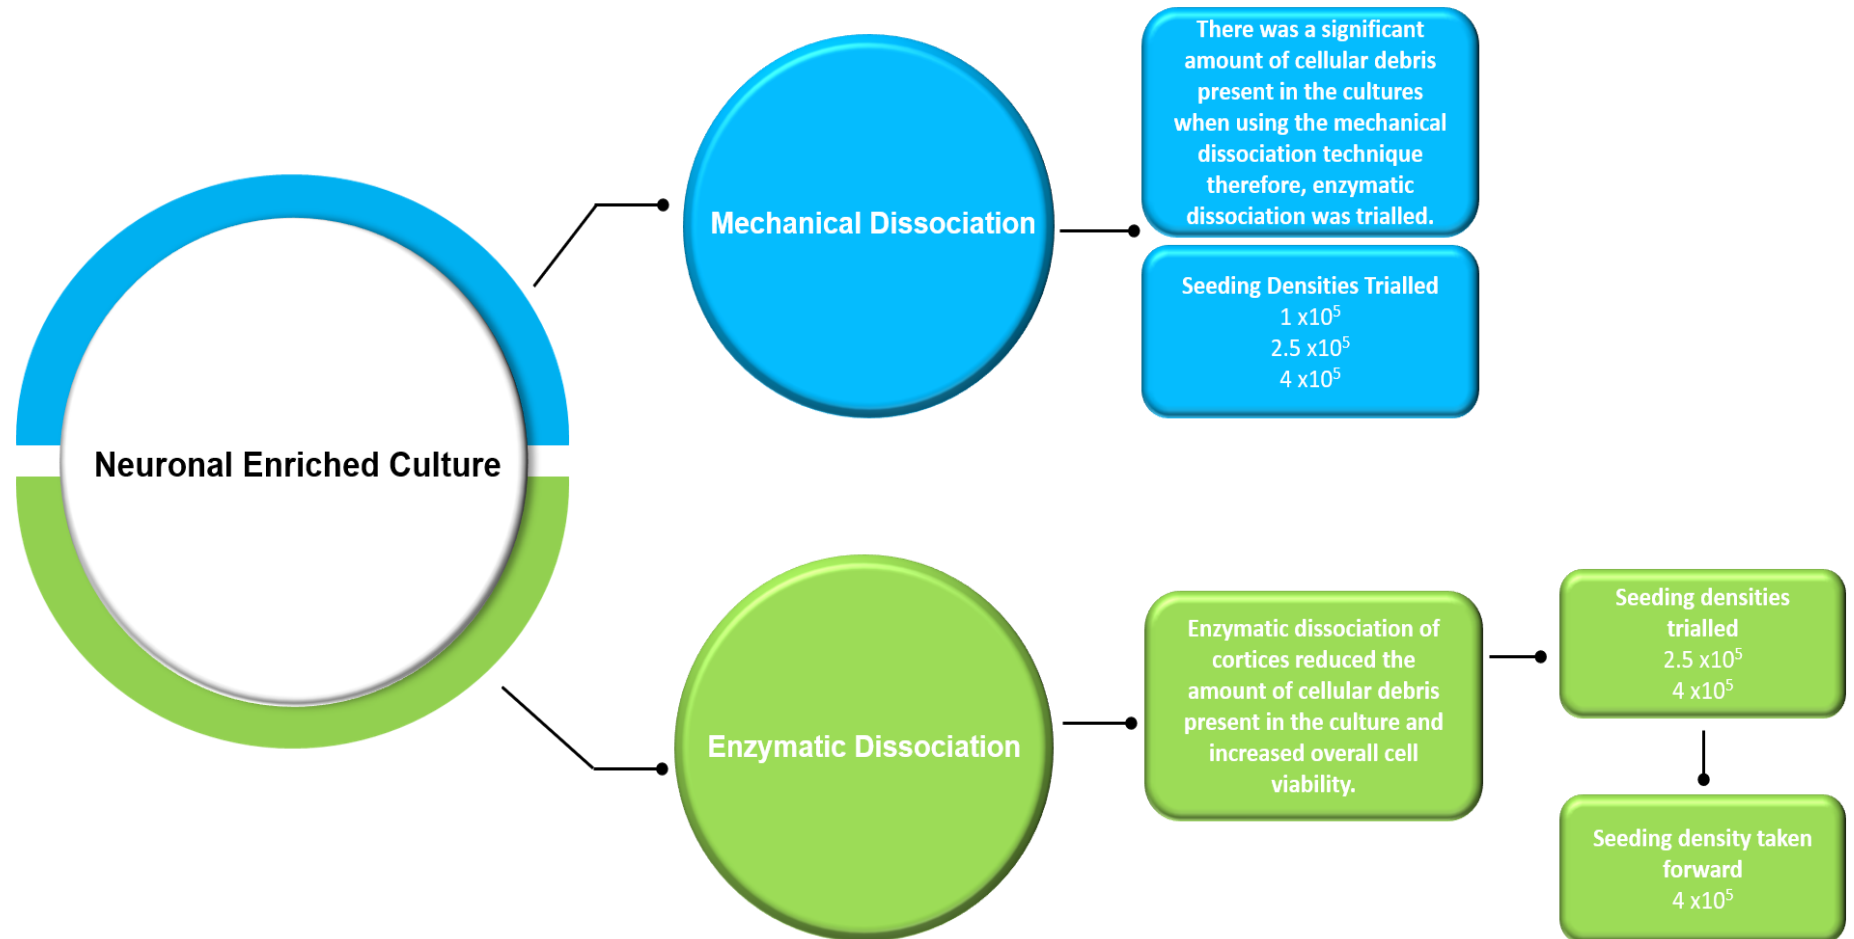 Neuronal Enriched Culture
Mechanical Dissociation
There was a significant
amount of cellular debris
present in the cultures
when using the mechanical
dissociation technique
therefore, enzymatic
dissociation was trialled.
Seeding Densities Trialled
1 x10⁵
2.5 x10⁵
4 x10⁵
Enzymatic Dissociation
Enzymatic dissociation of
cortices reduced the
amount of cellular debris
present in the culture and
increased overall cell
viability.
Seeding densities
trialled
2.5 x10⁵
4 x10⁵
Seeding density taken
forward
4 x10⁵